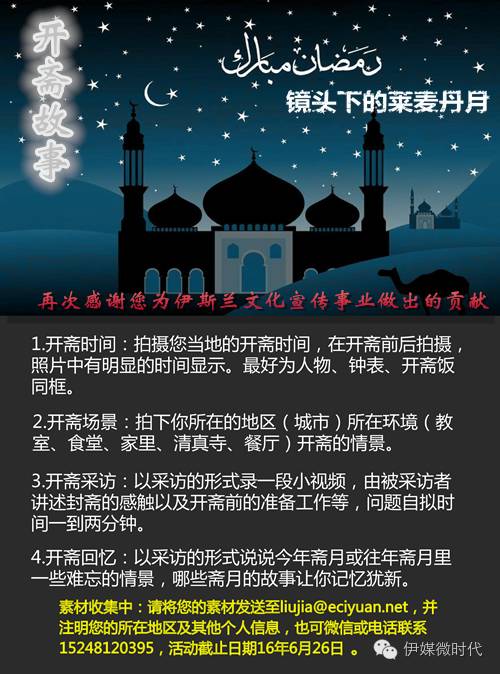 开斋故事
رمضان مبارك
镜头下的莱麦丹月
再次感谢您为伊斯兰文化宣传事业做出的贡献
1.开斋时间：拍摄您当地的开斋时间，在开斋前后拍摄，
照片中有明显的时间显示。最好为人物、钟表、开斋饭
同框。
2.开斋场景：拍下你所在的地区（城市）所在环境（教
室、食堂、家里、清真寺、餐厅）开斋的情景。
3.开斋采访：以采访的形式录一段小视频，由被采访者
讲述封斋的感触以及开斋前的准备工作等，问题自拟时
间一到两分钟。
4.开斋回忆：以采访的形式说说今年斋月或往年斋月里
一些难忘的情景，哪些斋月的故事让你记忆犹新。
素材收集中：请将您的素材发送至liujia@eciyuan.net，并
注明您的所在地区及其他个人信息，也可微信或电话联系
15248120395，活动截止日期16年6月26日 。
伊媒微时代